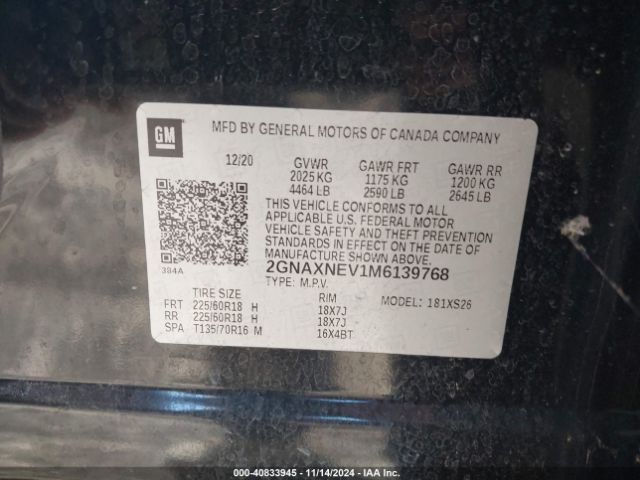 GM
MFD BY GENERAL MOTORS OF CANADA COMPANY
12/20 GVWR GAWR FRT GAWR RR
2025 KG 1175 KG 1200 KG
4464 LB 2590 LB 2645 LB
THIS VEHICLE CONFORMS TO ALL
APPLICABLE U.S. FEDERAL MOTOR
VEHICLE SAFETY AND THEFT PREVENTION
STANDARDS IN EFFECT ON THE DATE OF
MANUFACTURE SHOWN ABOVE.
384A
2GNAXNEV1M6139768
TYPE: M.P.V.
TIRE SIZE RIM MODEL: 181XS26
FRT 225/60R18 H 18X7J
RR 225/60R18 H 18X7J
SPA T135/70R16 M 16X4BT
000-40833945 - 11/14/2024 - IAA Inc.